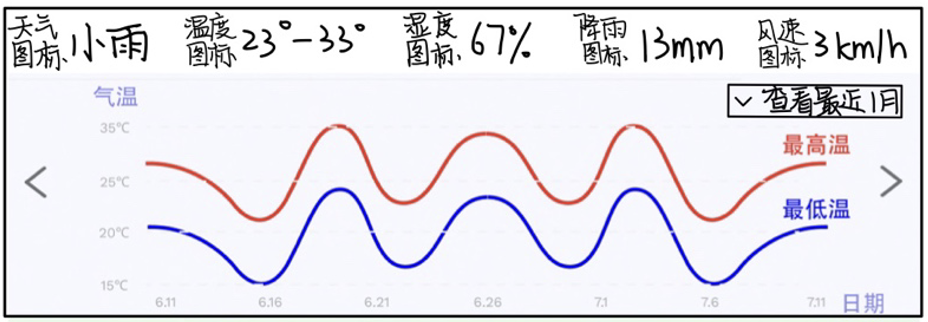 天气图标 小雨 温度图标 23°-33° 湿度图标 67% 降雨图标 13mm 风速图标 3km/h
气温
查看最近1月
35℃
最高温
25℃
最低温
20℃
15℃
6.11 6.16 6.21 6.26 7.1 7.6 7.11 日期